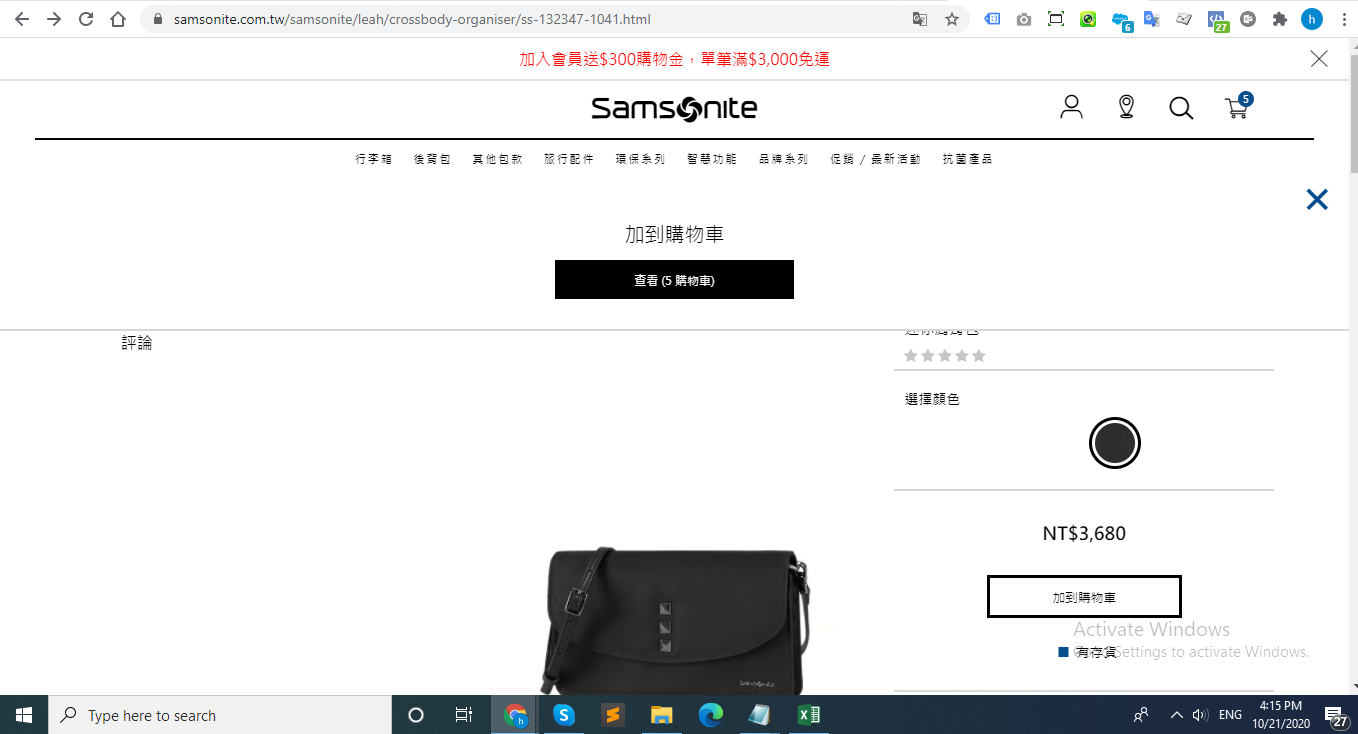 samsonite.com.tw/samsonite/leah/crossbody-organiser/ss-132347-1041.html
6
27
h
加入會員送$300購物金，單筆滿$3,000免運
Samsonite
5
行李箱 後背包 其他包款 旅行配件 環保系列 智慧功能 品牌系列 促銷 / 最新活動 抗菌產品
加到購物車
查看 (5 購物車)
評論
選擇顏色
NT$3,680
加到購物車
Activate Windows
有存貨
Settings to activate Windows.
Samsonite
Type here to search
h
ENG
4:15 PM
10/21/2020
27